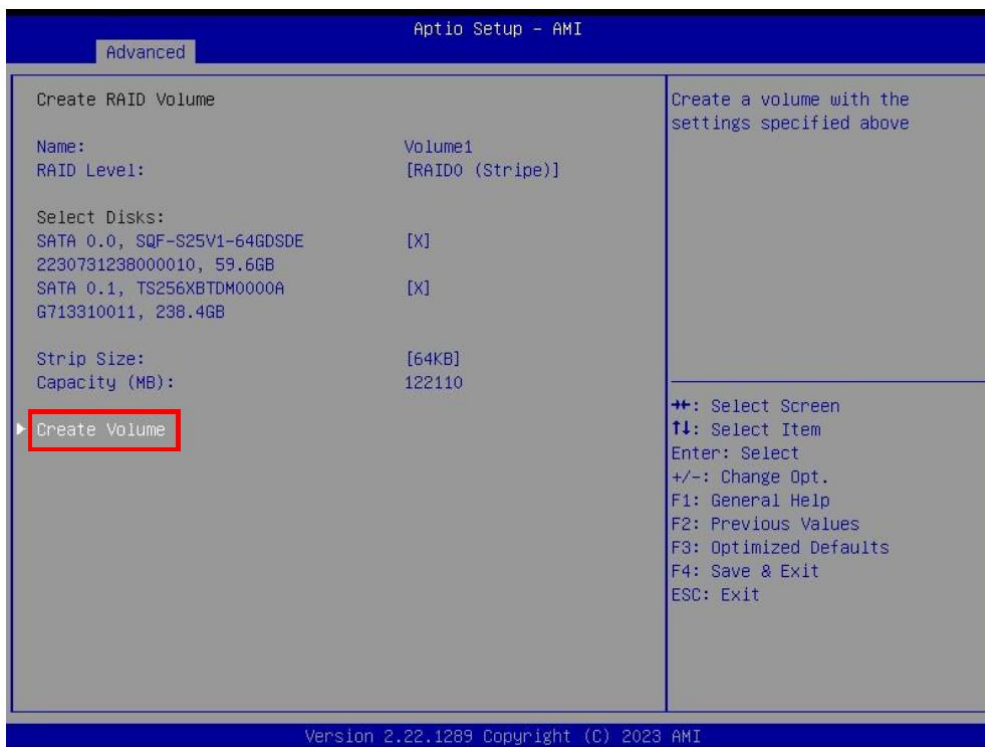 Aptio Setup - AMI
Advanced
Create RAID Volume
Name: Volume1
RAID Level: [RAID0 (Stripe)]
Select Disks:
SATA 0.0, SQF-S25V1-64GDSDE [X]
2230731238000010, 59.6GB
SATA 0.1, TS256XBTDM0000A [X]
G713310011, 238.4GB
Strip Size: [64KB]
Capacity (MB): 122110
Create Volume
Create a volume with the
settings specified above
→←: Select Screen
↑↓: Select Item
Enter: Select
+/-: Change Opt.
F1: General Help
F2: Previous Values
F3: Optimized Defaults
F4: Save & Exit
ESC: Exit
Version 2.22.1289 Copyright (C) 2023 AMI